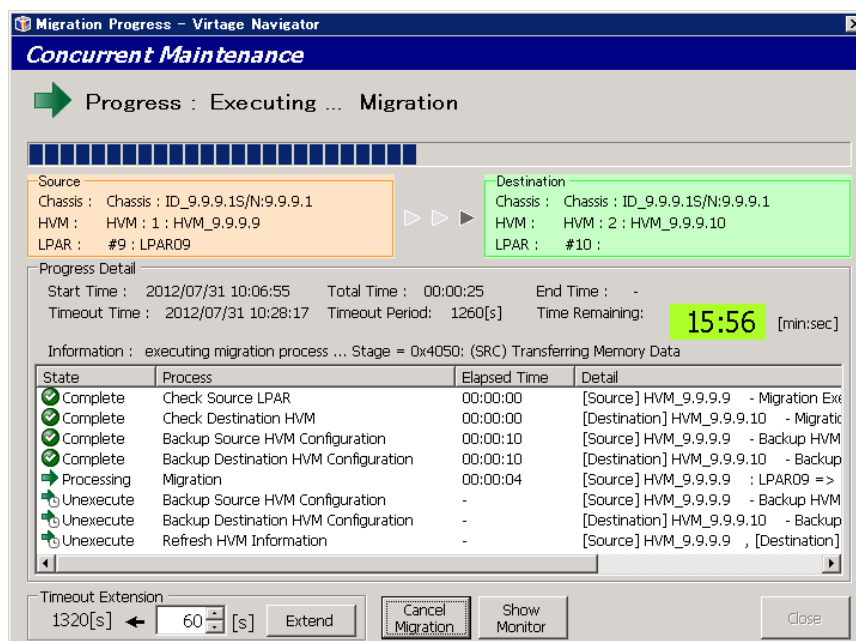 Migration Progress - Virtage Navigator
Concurrent Maintenance
Progress : Executing ... Migration
Source
Chassis : Chassis : ID_9.9.9.1S/N:9.9.9.1
HVM : HVM : 1 : HVM_9.9.9.9
LPAR : #9 : LPAR09
Destination
Chassis : Chassis : ID_9.9.9.1S/N:9.9.9.1
HVM : HVM : 2 : HVM_9.9.9.10
LPAR : #10 :
Progress Detail
Start Time : 2012/07/31 10:06:55 Total Time : 00:00:25 End Time : -
Timeout Time : 2012/07/31 10:28:17 Timeout Period: 1260[s] Time Remaining: 15:56 [min:sec]
Information : executing migration process ... Stage = 0x4050: (SRC) Transferring Memory Data
State Process Elapsed Time Detail
Complete Check Source LPAR 00:00:00 [Source] HVM_9.9.9.9 - Migration Exe
Complete Check Destination HVM 00:00:00 [Destination] HVM_9.9.9.10 - Migratic
Complete Backup Source HVM Configuration 00:00:10 [Source] HVM_9.9.9.9 - Backup HVM
Complete Backup Destination HVM Configuration 00:00:10 [Destination] HVM_9.9.9.10 - Backup
Processing Migration 00:00:04 [Source] HVM_9.9.9.9 : LPAR09 =>
Unexecute Backup Source HVM Configuration - [Source] HVM_9.9.9.9 - Backup HVM
Unexecute Backup Destination HVM Configuration - [Destination] HVM_9.9.9.10 - Backup
Unexecute Refresh HVM Information - [Source] HVM_9.9.9.9 , [Destination]
Timeout Extension
1320[s] 60 [s] Extend
Cancel Migration
Show Monitor
Close